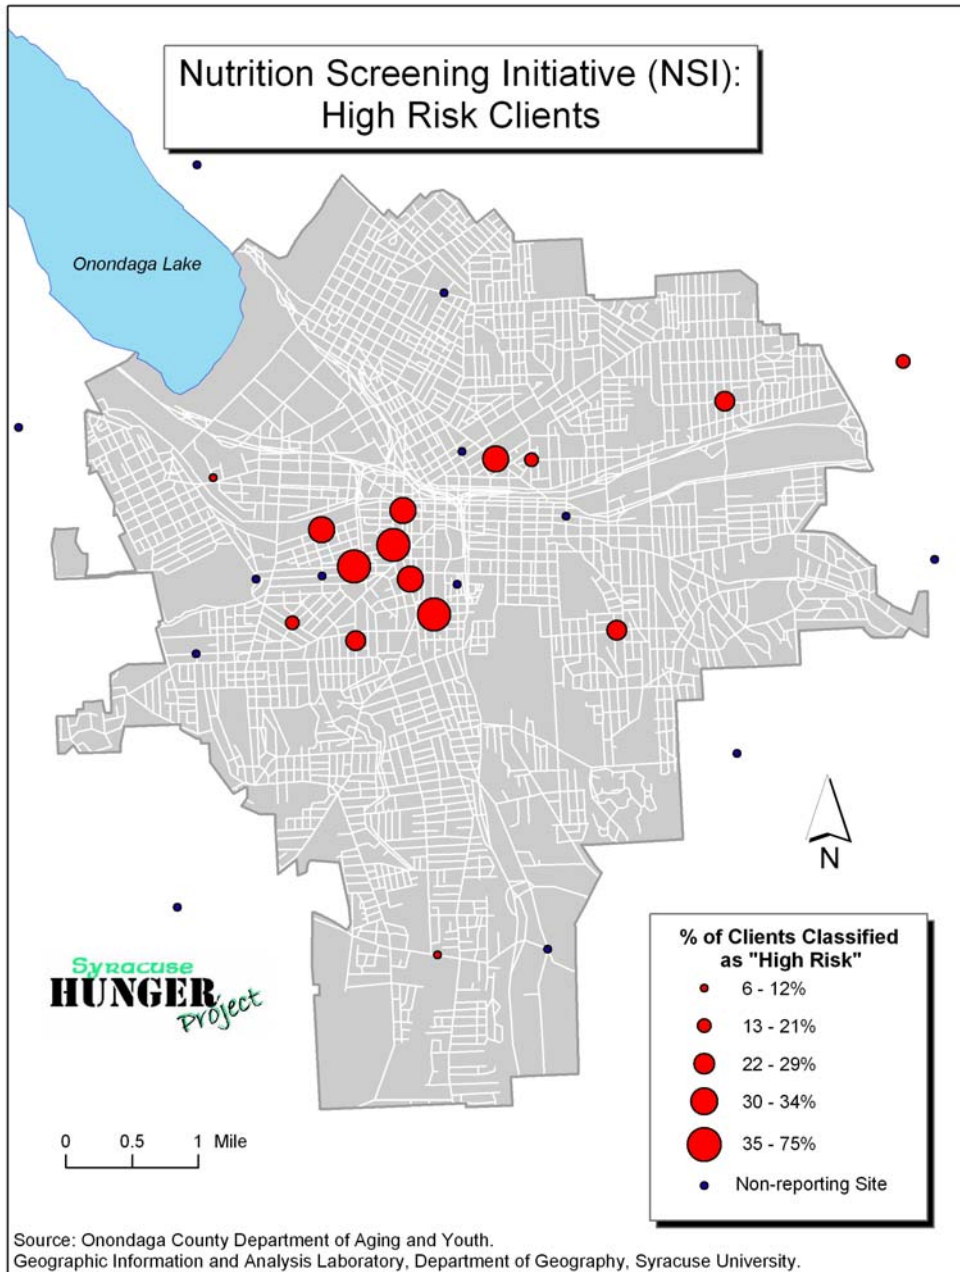 Nutrition Screening Initiative (NSI):
High Risk Clients
Onondaga Lake
N
% of Clients Classified
as "High Risk"
6 - 12%
13 - 21%
22 - 29%
30 - 34%
35 - 75%
Non-reporting Site
Syracuse
HUNGER
Project
0 0.5 1 Mile
Source: Onondaga County Department of Aging and Youth.
Geographic Information and Analysis Laboratory, Department of Geography, Syracuse University.